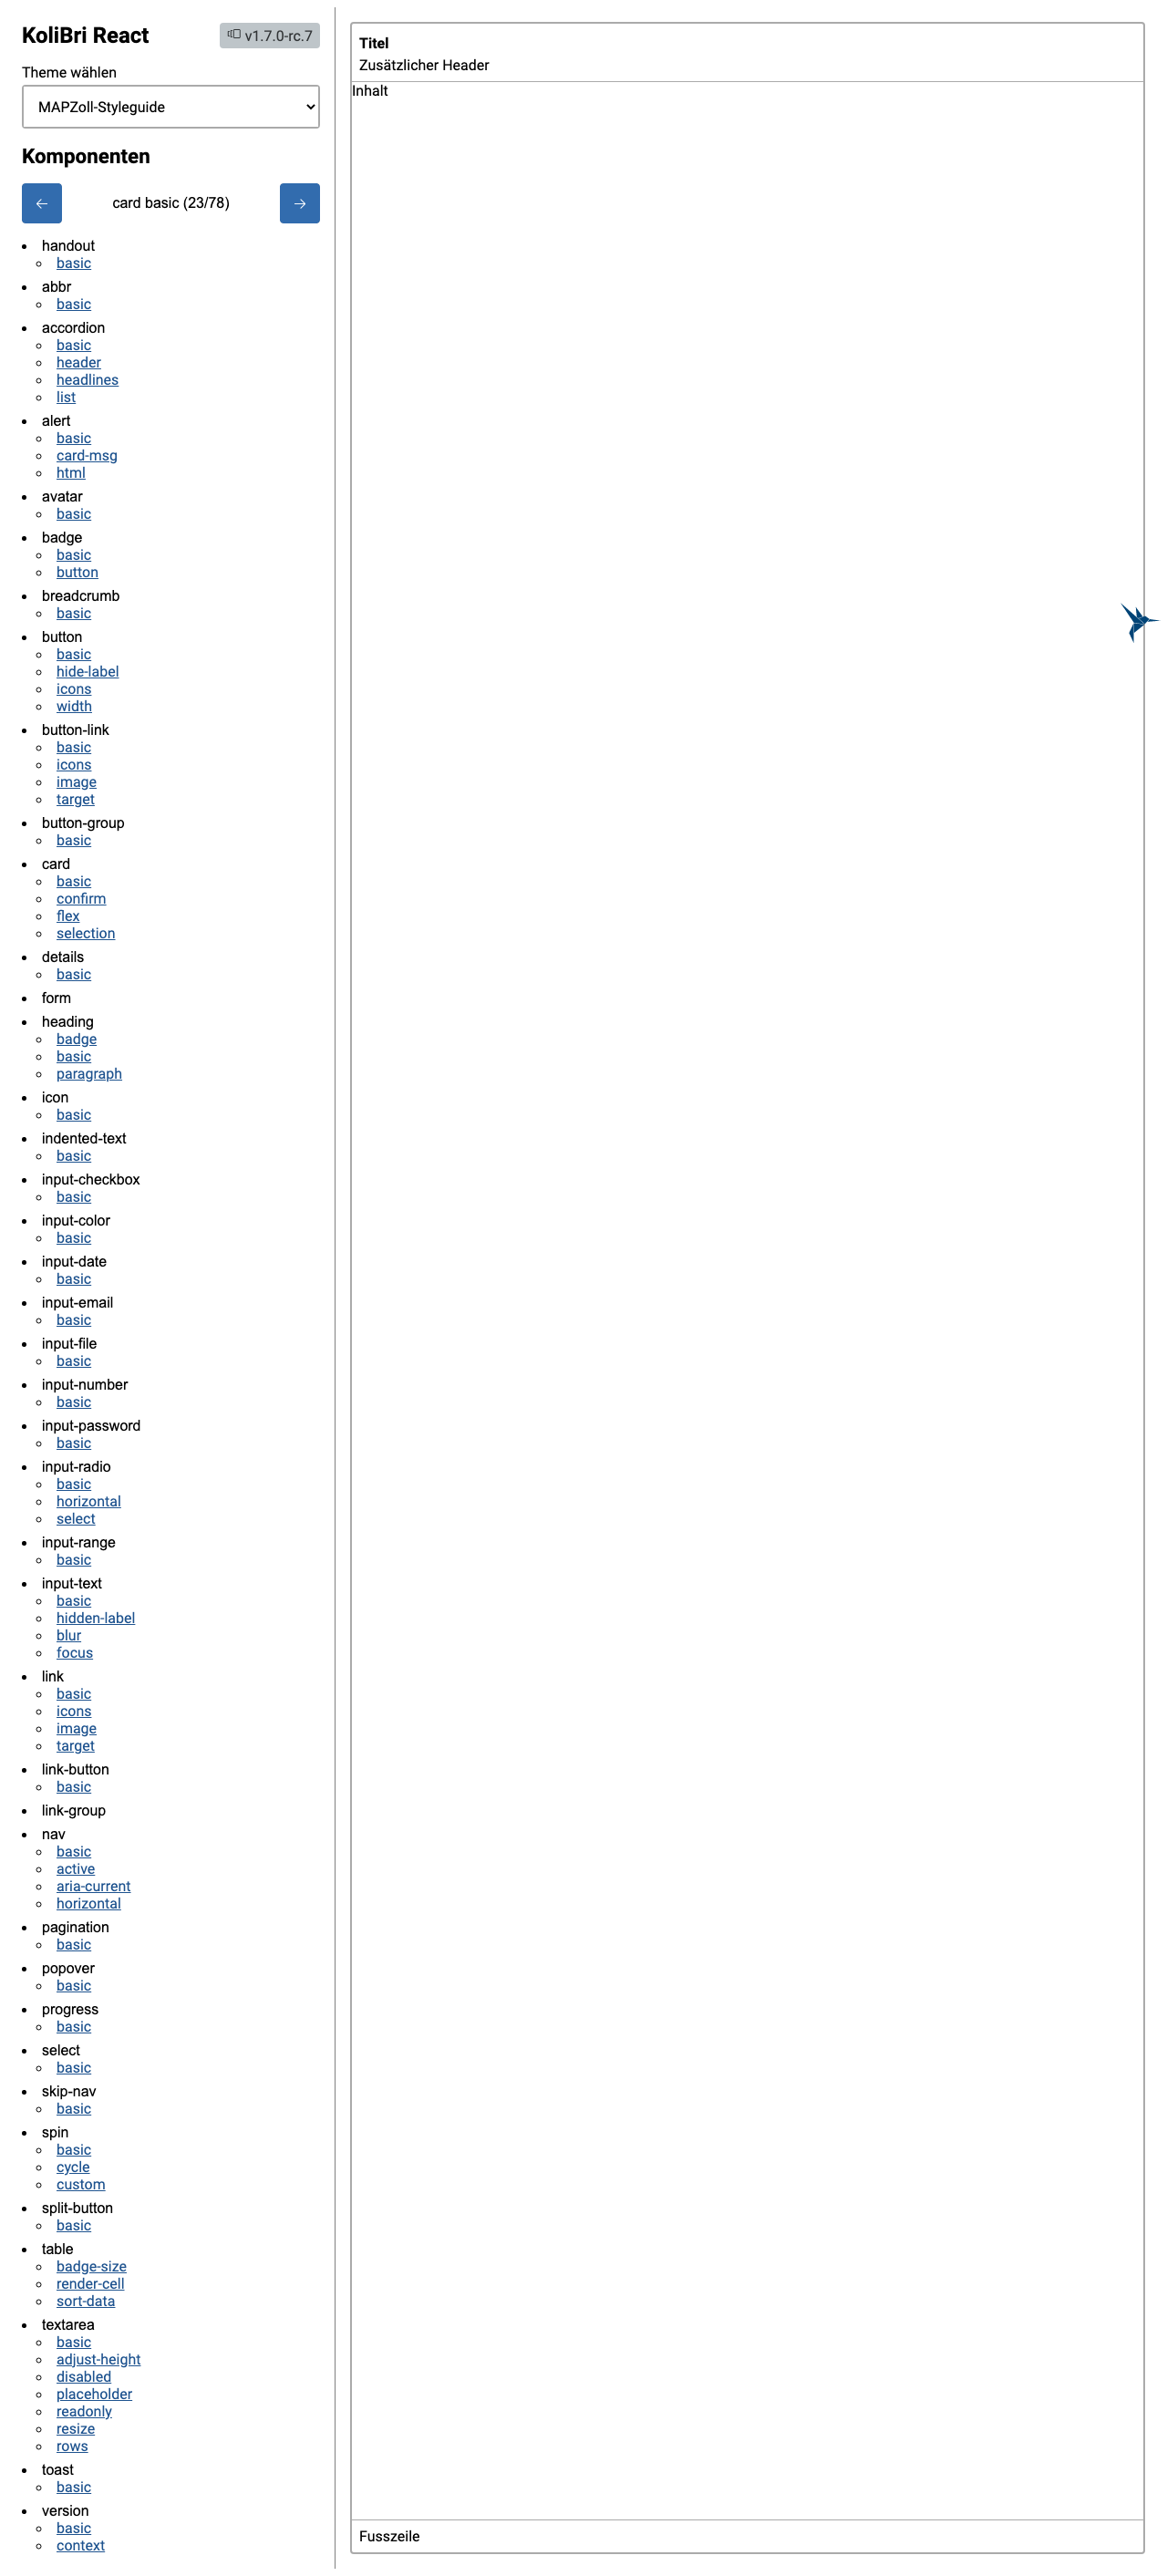 KoliBri React
v1.7.0-rc.7
Theme wählen
MAPZoll-Styleguide
Komponenten
← card basic (23/78) →
handout
basic
abbr
basic
accordion
basic
header
headlines
list
alert
basic
card-msg
html
avatar
basic
badge
basic
button
breadcrumb
basic
button
basic
hide-label
icons
width
button-link
basic
icons
image
target
button-group
basic
card
basic
confirm
flex
selection
details
basic
form
heading
badge
basic
paragraph
icon
basic
indented-text
basic
input-checkbox
basic
input-color
basic
input-date
basic
input-email
basic
input-file
basic
input-number
basic
input-password
basic
input-radio
basic
horizontal
select
input-range
basic
input-text
basic
hidden-label
blur
focus
link
basic
icons
image
target
link-button
basic
link-group
nav
basic
active
aria-current
horizontal
pagination
basic
popover
basic
progress
basic
select
basic
skip-nav
basic
spin
basic
cycle
custom
split-button
basic
table
badge-size
render-cell
sort-data
textarea
basic
adjust-height
disabled
placeholder
readonly
resize
rows
toast
basic
version
basic
context
Titel
Zusätzlicher Header
Inhalt
Fusszeile